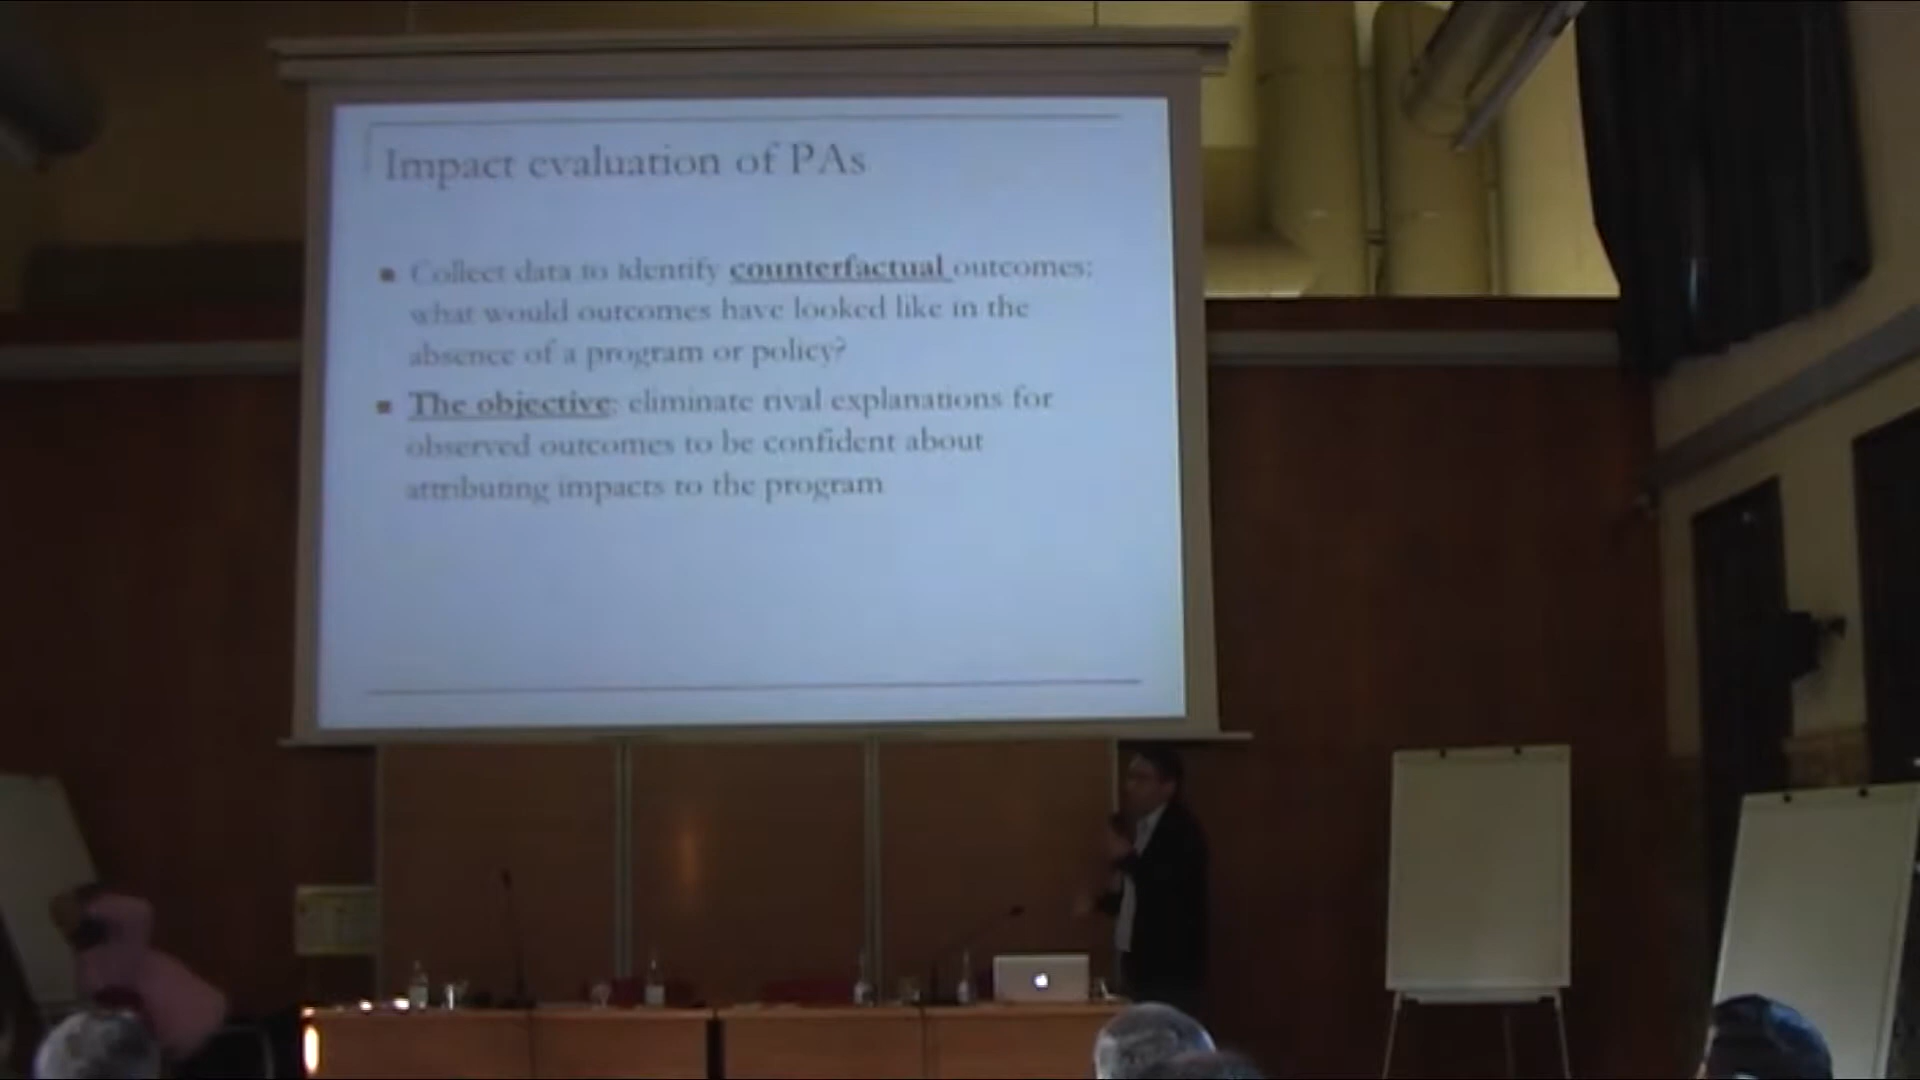 Impact evaluation of PAs
Collect data to identify counterfactual outcomes:
what would outcomes have looked like in the
absence of a program or policy?
The objective: eliminate rival explanations for
observed outcomes to be confident about
attributing impacts to the program